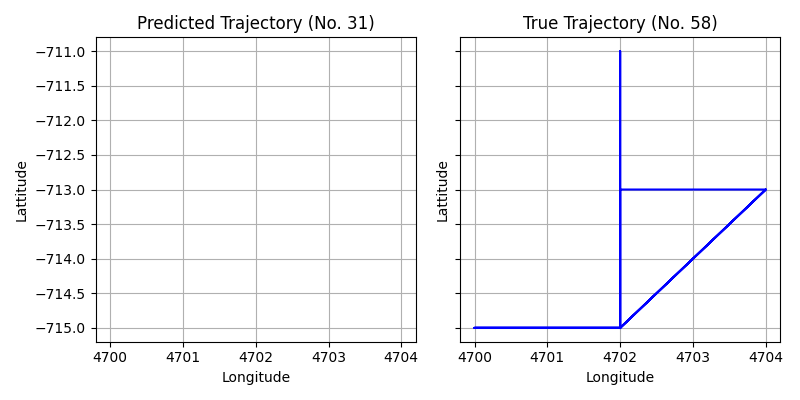 Predicted Trajectory (No. 31)
True Trajectory (No. 58)
−711.0
−711.5
−712.0
−712.5
−713.0
−713.5
−714.0
−714.5
−715.0
Lattitude
Lattitude
4700 4701 4702 4703 4704
4700 4701 4702 4703 4704
Longitude
Longitude